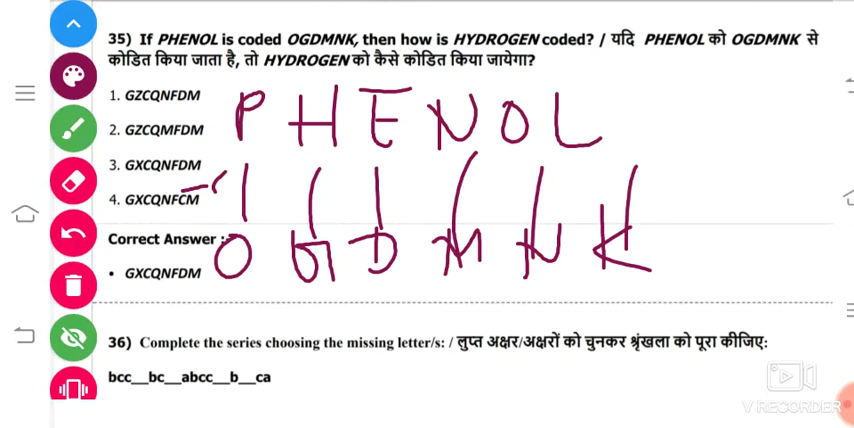 35) If PHENOL is coded OGDMNK, then how is HYDROGEN coded? / यदि PHENOL को OGDMNK से
कोडित किया जाता है, तो HYDROGEN को कैसे कोडित किया जायेगा?
1. GZCQNFDM
2. GZCQMFDM
3. GXCQNFDM
4. GXCQNFCM
P H E N O L
-1
O G D M N K
Correct Answer :-
• GXCQNFDM
36) Complete the series choosing the missing letter/s: / लुप्त अक्षर/अक्षरों को चुनकर श्रृंखला को पूरा कीजिए:
bcc__bc__abcc__b__ca
V RECORDER